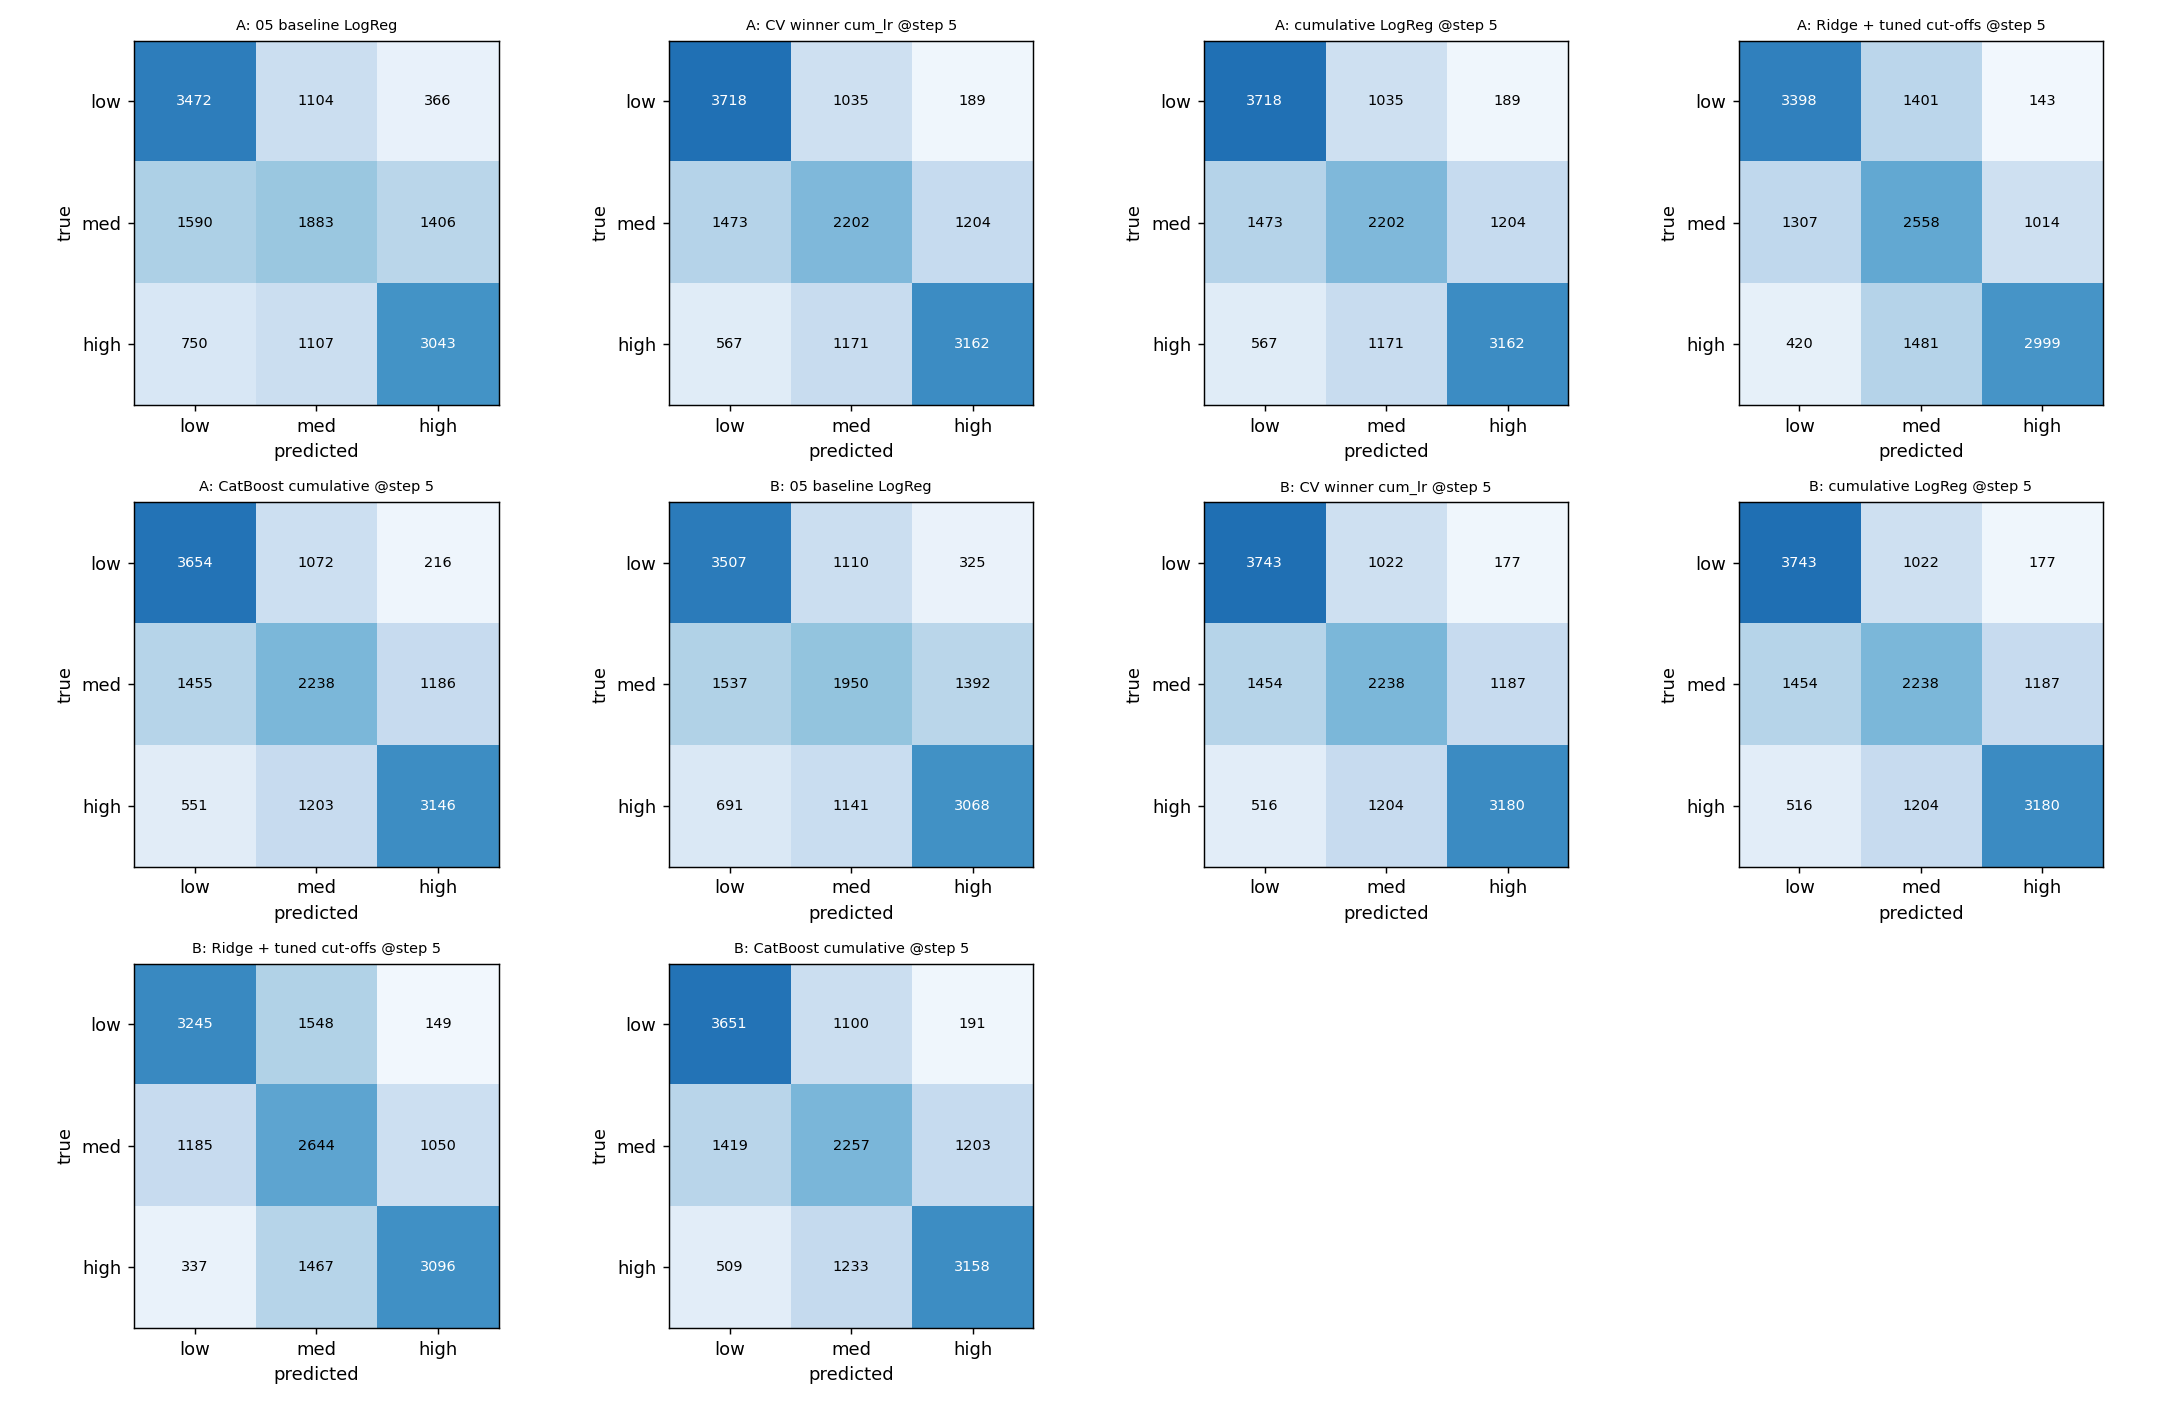 A: 05 baseline LogReg
low 3472 1104 366
med 1590 1883 1406
high 750 1107 3043
low med high
predicted
true
A: CV winner cum_lr @step 5
low 3718 1035 189
med 1473 2202 1204
high 567 1171 3162
low med high
predicted
true
A: cumulative LogReg @step 5
low 3718 1035 189
med 1473 2202 1204
high 567 1171 3162
low med high
predicted
true
A: Ridge + tuned cut-offs @step 5
low 3398 1401 143
med 1307 2558 1014
high 420 1481 2999
low med high
predicted
true
A: CatBoost cumulative @step 5
low 3654 1072 216
med 1455 2238 1186
high 551 1203 3146
low med high
predicted
true
B: 05 baseline LogReg
low 3507 1110 325
med 1537 1950 1392
high 691 1141 3068
low med high
predicted
true
B: CV winner cum_lr @step 5
low 3743 1022 177
med 1454 2238 1187
high 516 1204 3180
low med high
predicted
true
B: cumulative LogReg @step 5
low 3743 1022 177
med 1454 2238 1187
high 516 1204 3180
low med high
predicted
true
B: Ridge + tuned cut-offs @step 5
low 3245 1548 149
med 1185 2644 1050
high 337 1467 3096
low med high
predicted
true
B: CatBoost cumulative @step 5
low 3651 1100 191
med 1419 2257 1203
high 509 1233 3158
low med high
predicted
true